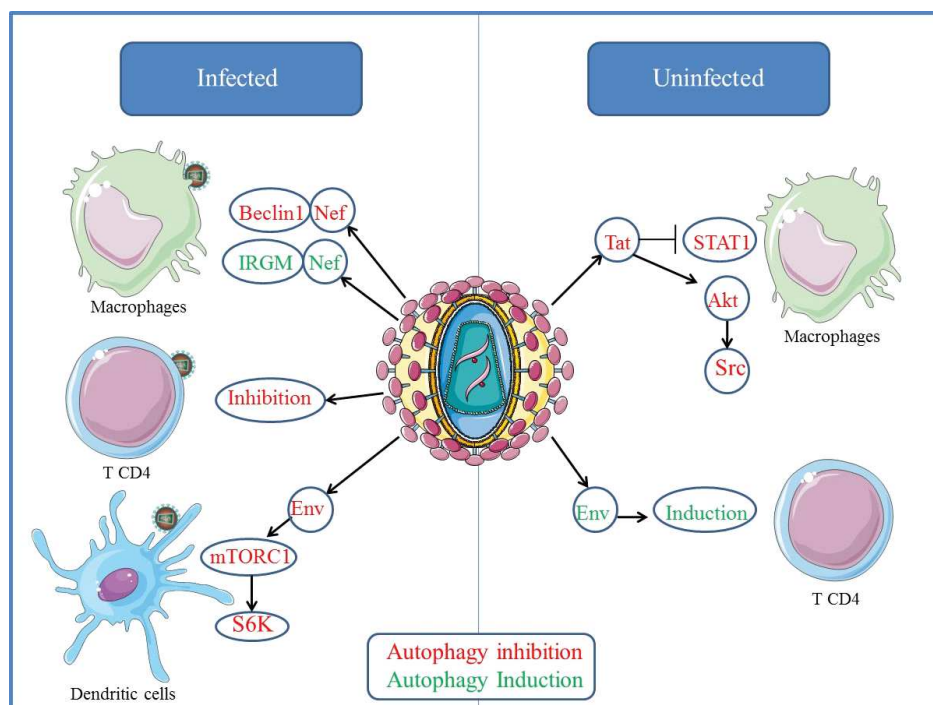 Infected
Uninfected
Beclin1 Nef
IRGM Nef
Macrophages
Inhibition
T CD4
Env
mTORC1
S6K
Dendritic cells
Tat
STAT1
Akt
Src
Macrophages
Env
Induction
T CD4
Autophagy inhibition
Autophagy Induction